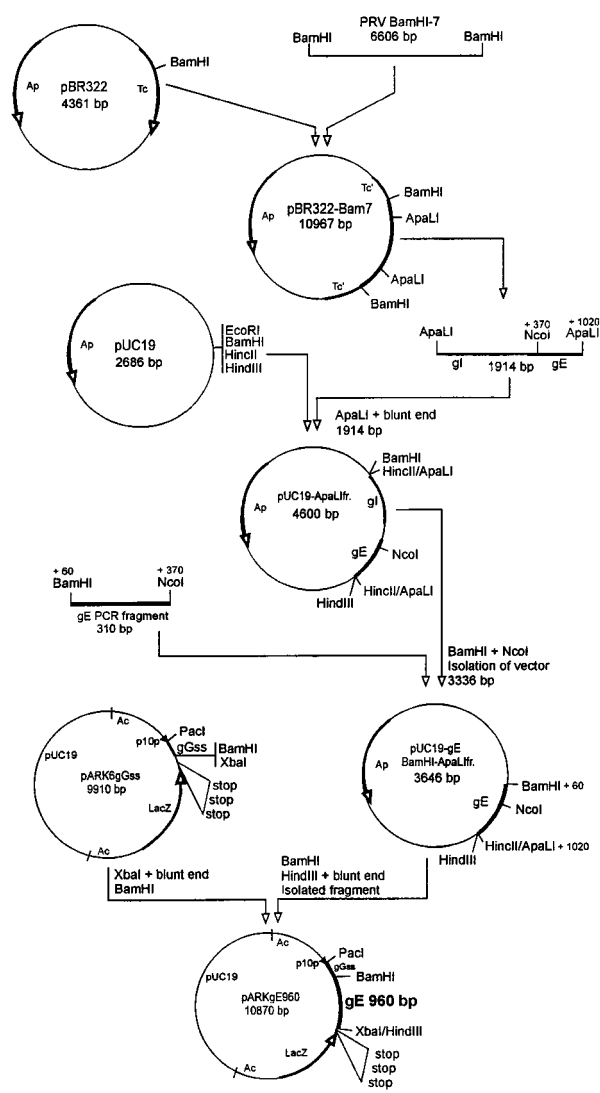 PRV BamHI-7
6606 bp
BamHI
BamHI
BamHI
pBR322
4361 bp
Ap
Tc
Tc'
BamHI
pBR322-Bam7
10967 bp
Ap
ApaLI
ApaLI
Tc'
BamHI
pUC19
2686 bp
Ap
EcoRI
BamHI
HincII
HindIII
ApaLI
+ 370
NcoI
+ 1020
ApaLI
gI
1914 bp
gE
ApaLI + blunt end
1914 bp
BamHI
HincII/ApaLI
pUC19-ApaLIfr.
4600 bp
Ap
gI
gE
NcoI
HincII/ApaLI
HindIII
+ 60
BamHI
+ 370
NcoI
gE PCR fragment
310 bp
BamHI + NcoI
Isolation of vector
3336 bp
Ac
PacI
p10p
gGss
BamHI
XbaI
pUC19
pARK6gGss
9910 bp
stop
stop
stop
LacZ
Ac
pUC19-gE
BamHI-ApaLIfr.
3646 bp
Ap
BamHI + 60
gE
NcoI
HincII/ApaLI + 1020
HindIII
XbaI + blunt end
BamHI
BamHI
HindIII + blunt end
Isolated fragment
Ac
PacI
p10p
gGss
BamHI
pUC19
pARKgE960
10870 bp
gE 960 bp
XbaI/HindIII
LacZ
Ac
stop
stop
stop